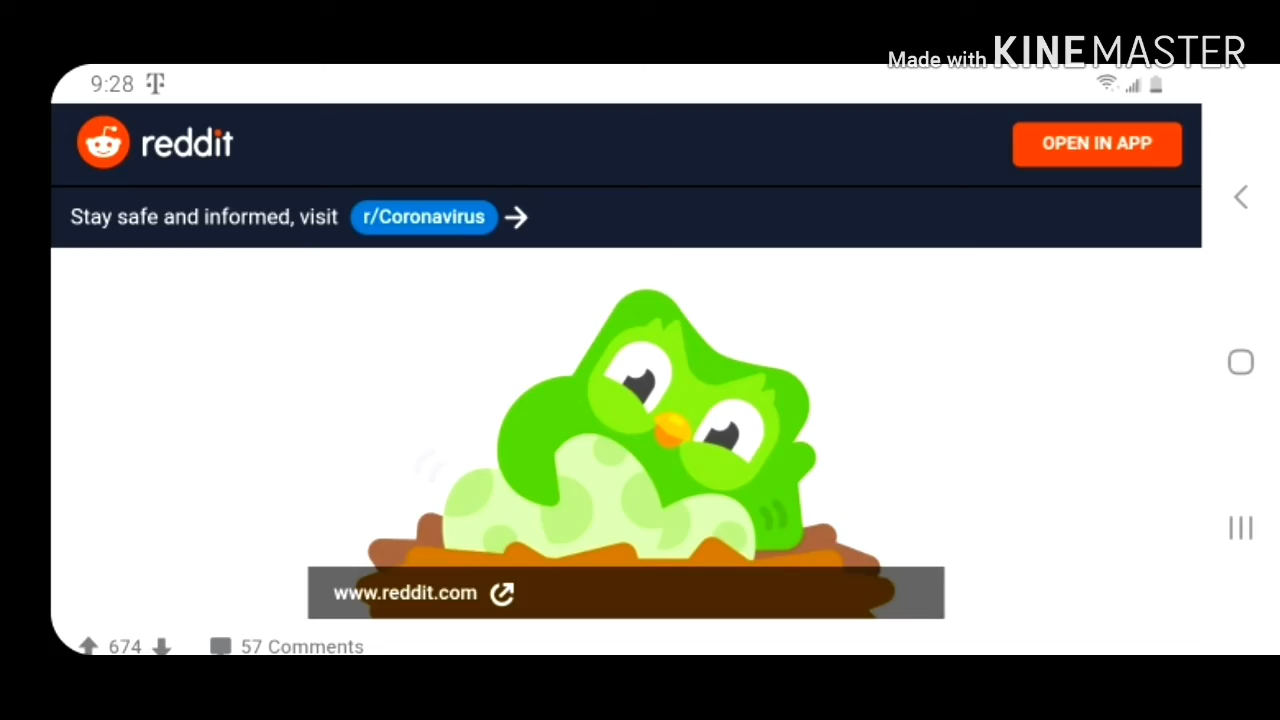 Made with KINEMASTER
9:28
reddit
OPEN IN APP
Stay safe and informed, visit r/Coronavirus
www.reddit.com
674 57 Comments